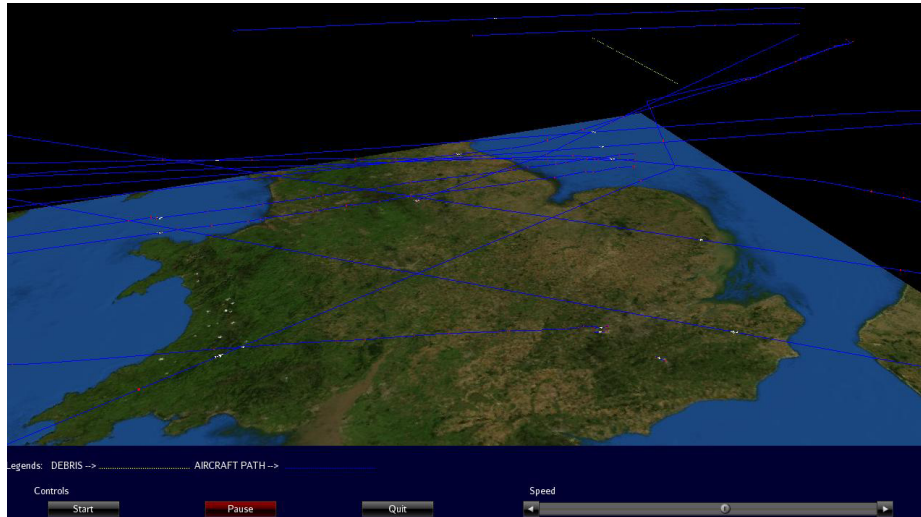 Legends: DEBRIS --> AIRCRAFT PATH -->
Controls Speed
Start Pause Quit